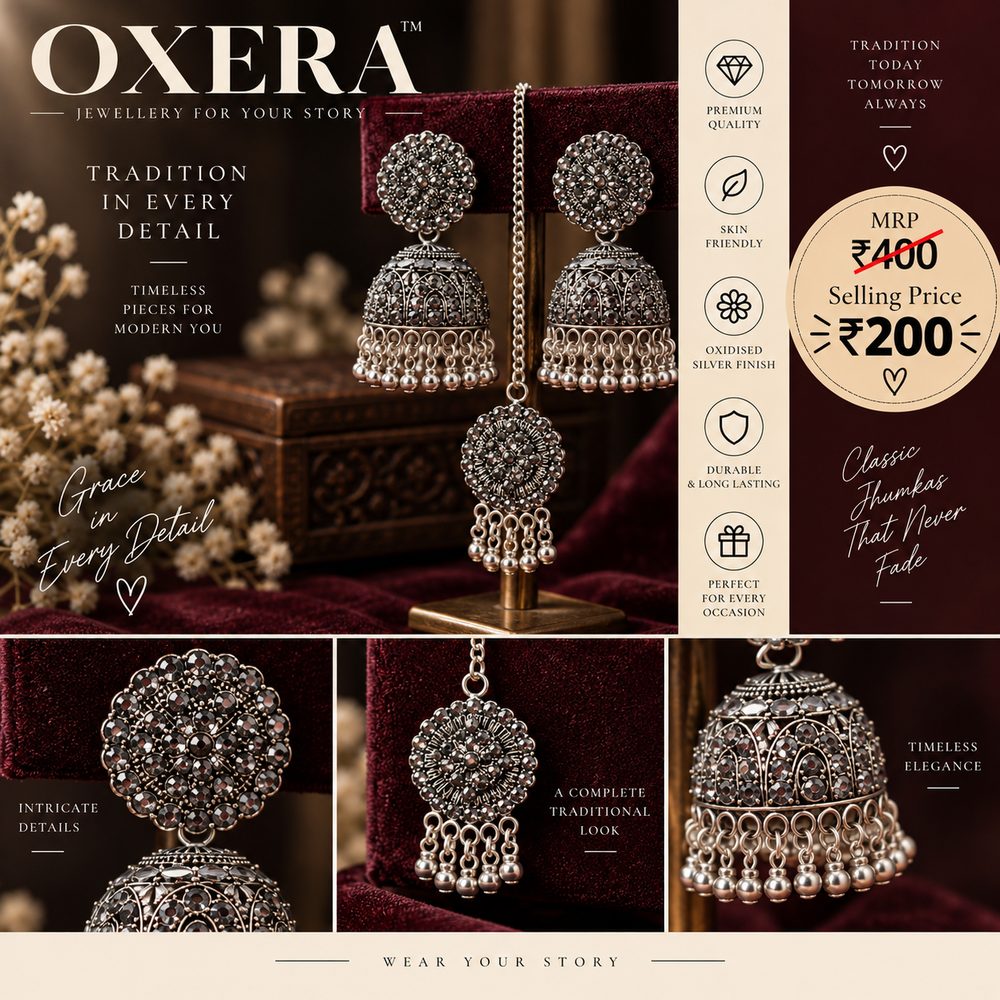 OXERA™
JEWELLERY FOR YOUR STORY
TRADITION
IN EVERY
DETAIL
TIMELESS
PIECES FOR
MODERN YOU
Grace
in
Every Detail
PREMIUM
QUALITY
SKIN
FRIENDLY
OXIDISED
SILVER FINISH
DURABLE
& LONG LASTING
PERFECT
FOR EVERY
OCCASION
TRADITION
TODAY
TOMORROW
ALWAYS
MRP
₹400
Selling Price
₹200
Classic
Jhumkas
That Never
Fade
INTRICATE
DETAILS
A COMPLETE
TRADITIONAL
LOOK
TIMELESS
ELEGANCE
WEAR YOUR STORY